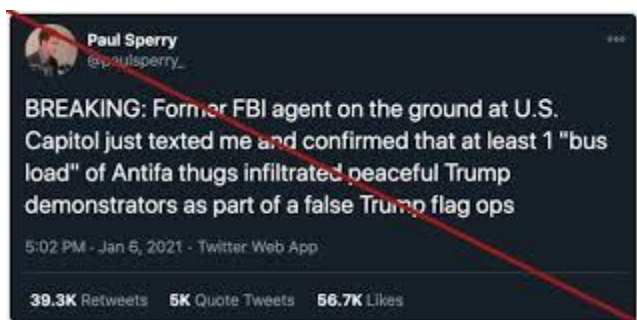 Paul Sperry
@paulsperry_
BREAKING: Former FBI agent on the ground at U.S.
Capitol just texted me and confirmed that at least 1 "bus
load" of Antifa thugs infiltrated peaceful Trump
demonstrators as part of a false Trump flag ops
5:02 PM - Jan 6, 2021 - Twitter Web App
39.3K Retweets 5K Quote Tweets 56.7K Likes